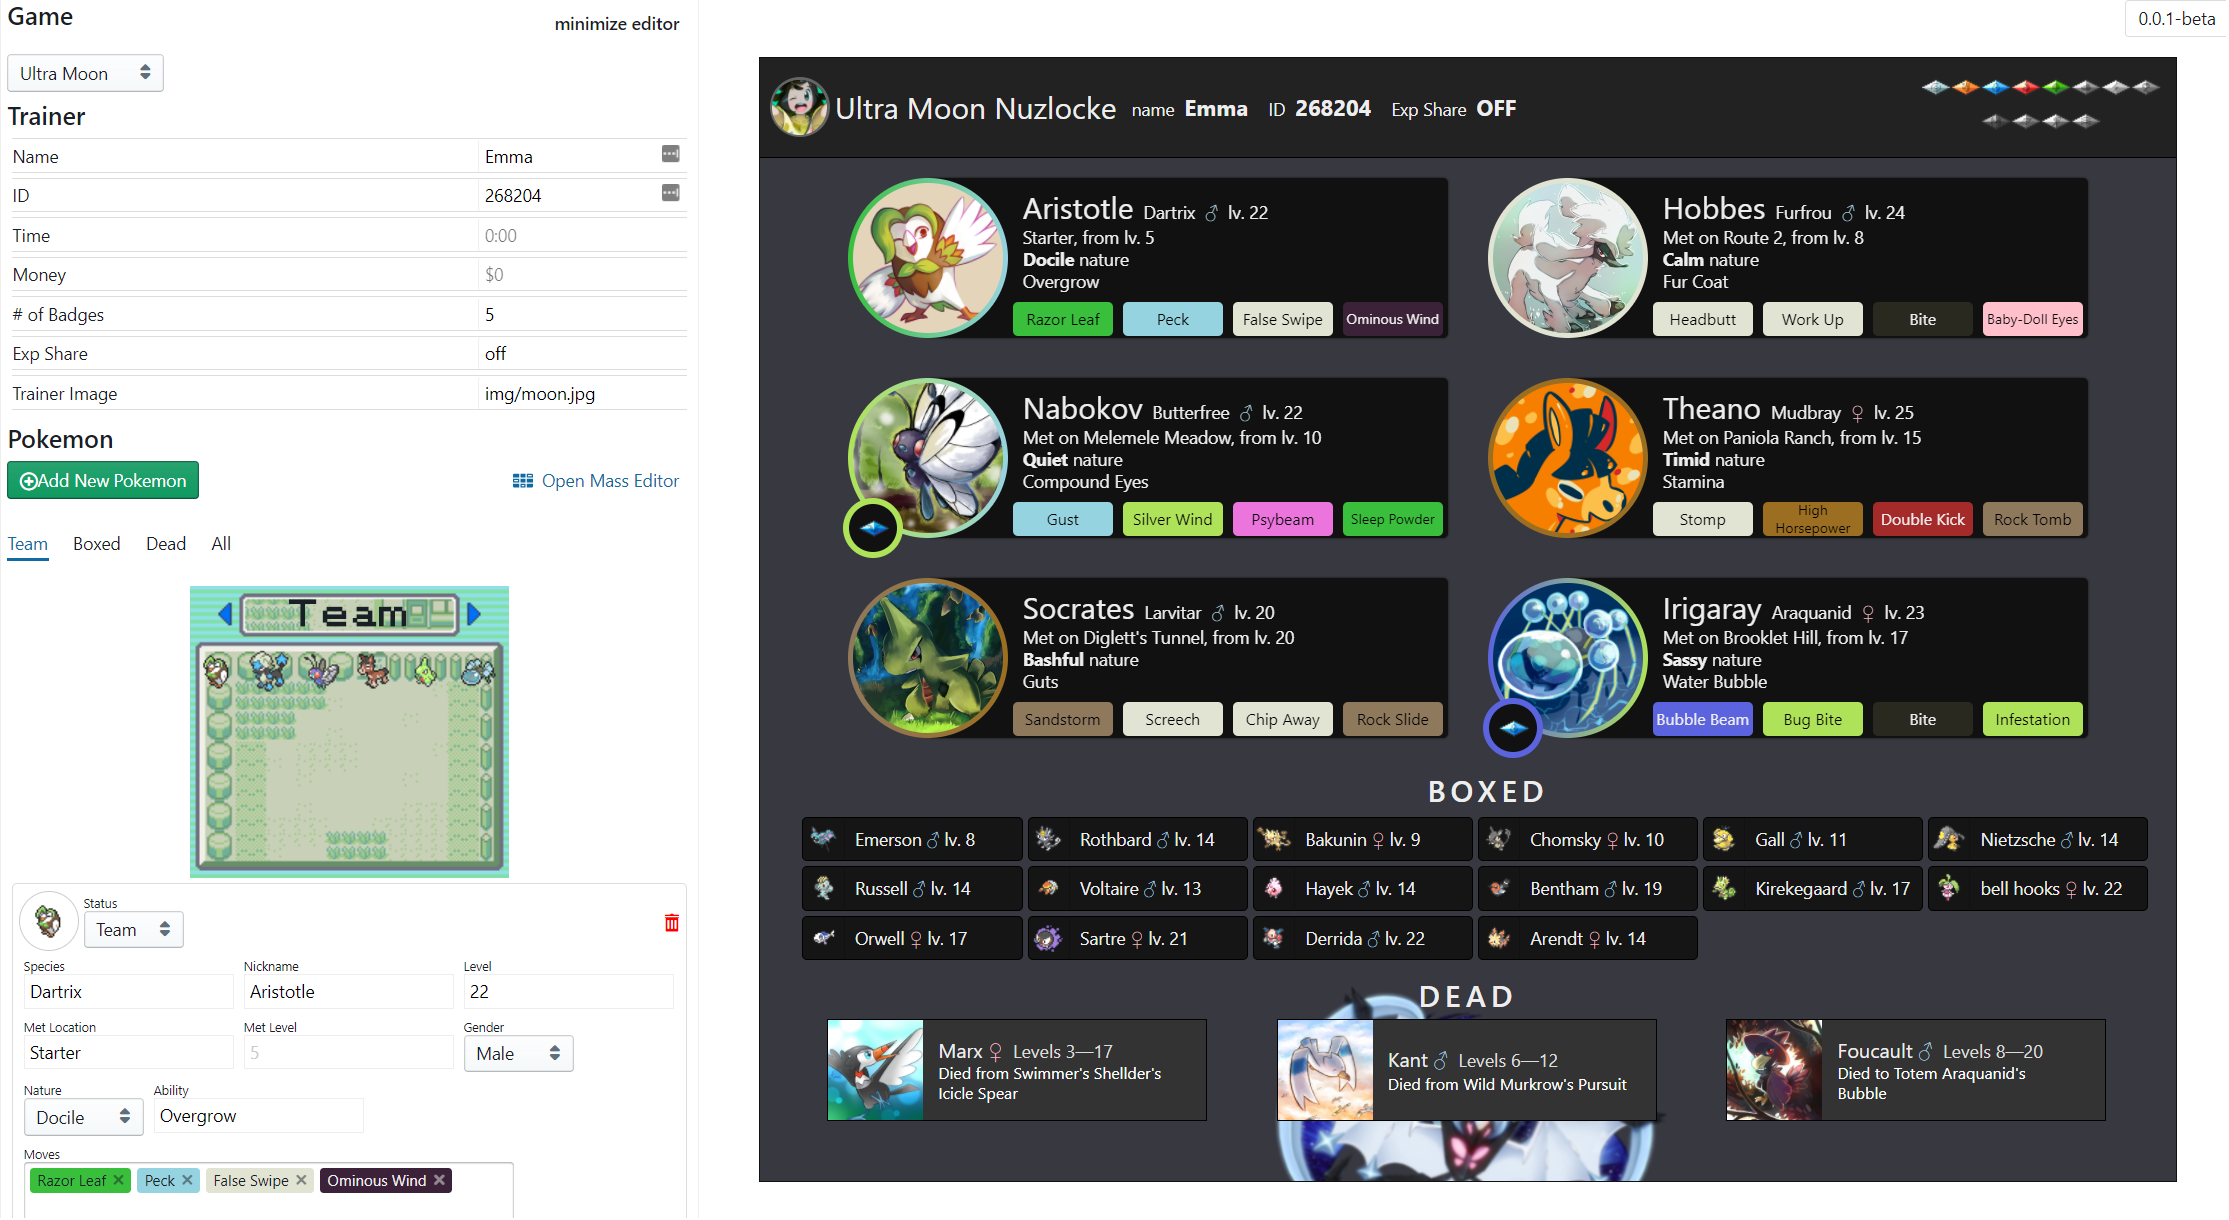 Game
minimize editor
Ultra Moon
Trainer
Name Emma
ID 268204
Time 0:00
Money $0
# of Badges 5
Exp Share off
Trainer Image img/moon.jpg
Pokemon
Add New Pokemon
Open Mass Editor
Team Boxed Dead All
Team
Status
Team
Species Nickname Level
Dartrix Aristotle 22
Met Location Met Level Gender
Starter 5 Male
Nature Ability
Docile Overgrow
Moves
Razor Leaf Peck False Swipe Ominous Wind
0.0.1-beta
Ultra Moon Nuzlocke name Emma ID 268204 Exp Share OFF
Aristotle Dartrix ♂ lv. 22
Starter, from lv. 5
Docile nature
Overgrow
Razor Leaf Peck False Swipe Ominous Wind
Hobbes Furfrou ♂ lv. 24
Met on Route 2, from lv. 8
Calm nature
Fur Coat
Headbutt Work Up Bite Baby-Doll Eyes
Nabokov Butterfree ♂ lv. 22
Met on Melemele Meadow, from lv. 10
Quiet nature
Compound Eyes
Gust Silver Wind Psybeam Sleep Powder
Theano Mudbray ♀ lv. 25
Met on Paniola Ranch, from lv. 15
Timid nature
Stamina
Stomp High Horsepower Double Kick Rock Tomb
Socrates Larvitar ♂ lv. 20
Met on Diglett's Tunnel, from lv. 20
Bashful nature
Guts
Sandstorm Screech Chip Away Rock Slide
Irigaray Araquanid ♀ lv. 23
Met on Brooklet Hill, from lv. 17
Sassy nature
Water Bubble
Bubble Beam Bug Bite Bite Infestation
BOXED
Emerson ♂ lv. 8 Rothbard ♂ lv. 14 Bakunin ♀ lv. 9 Chomsky ♀ lv. 10 Gall ♂ lv. 11 Nietzsche ♂ lv. 14
Russell ♂ lv. 14 Voltaire ♂ lv. 13 Hayek ♂ lv. 14 Bentham ♂ lv. 19 Kirekegaard ♂ lv. 17 bell hooks ♀ lv. 22
Orwell ♀ lv. 17 Sartre ♀ lv. 21 Derrida ♂ lv. 22 Arendt ♀ lv. 14
DEAD
Marx ♀ Levels 3—17
Died from Swimmer's Shellder's
Icicle Spear
Kant ♂ Levels 6—12
Died from Wild Murkrow's Pursuit
Foucault ♂ Levels 8—20
Died to Totem Araquanid's
Bubble